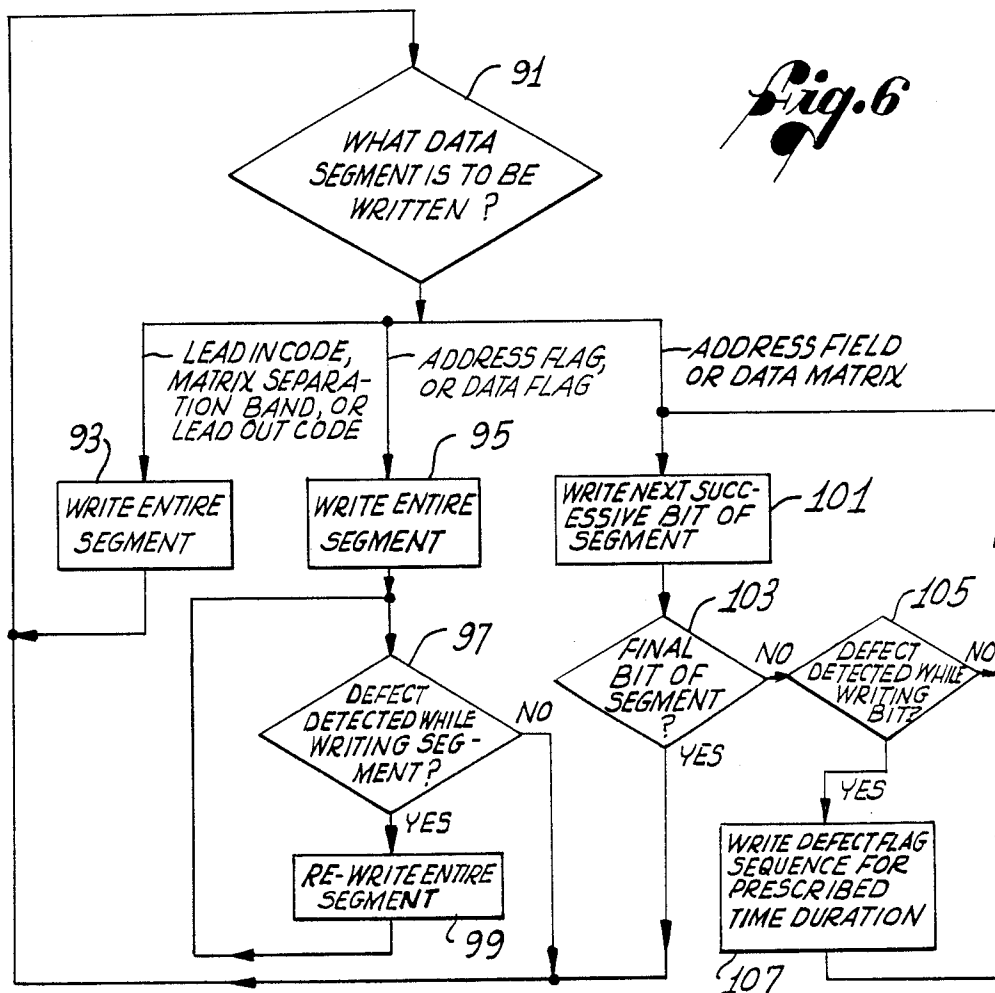 Fig. 6
91
WHAT DATA
SEGMENT IS TO BE
WRITTEN ?
LEAD IN CODE,
MATRIX SEPARA-
TION BAND, OR
LEAD OUT CODE
ADDRESS FLAG,
OR DATA FLAG
ADDRESS FIELD
OR DATA MATRIX
93
WRITE ENTIRE
SEGMENT
95
WRITE ENTIRE
SEGMENT
101
WRITE NEXT SUCC-
ESSIVE BIT OF
SEGMENT
97
DEFECT
DETECTED WHILE
WRITING SEG-
MENT?
NO
YES
RE-WRITE ENTIRE
SEGMENT
99
103
FINAL
BIT OF
SEGMENT
?
NO
YES
105
DEFECT
DETECTED WHILE
WRITING
BIT?
NO
YES
WRITE DEFECT FLAG
SEQUENCE FOR
PRESCRIBED
TIME DURATION
107